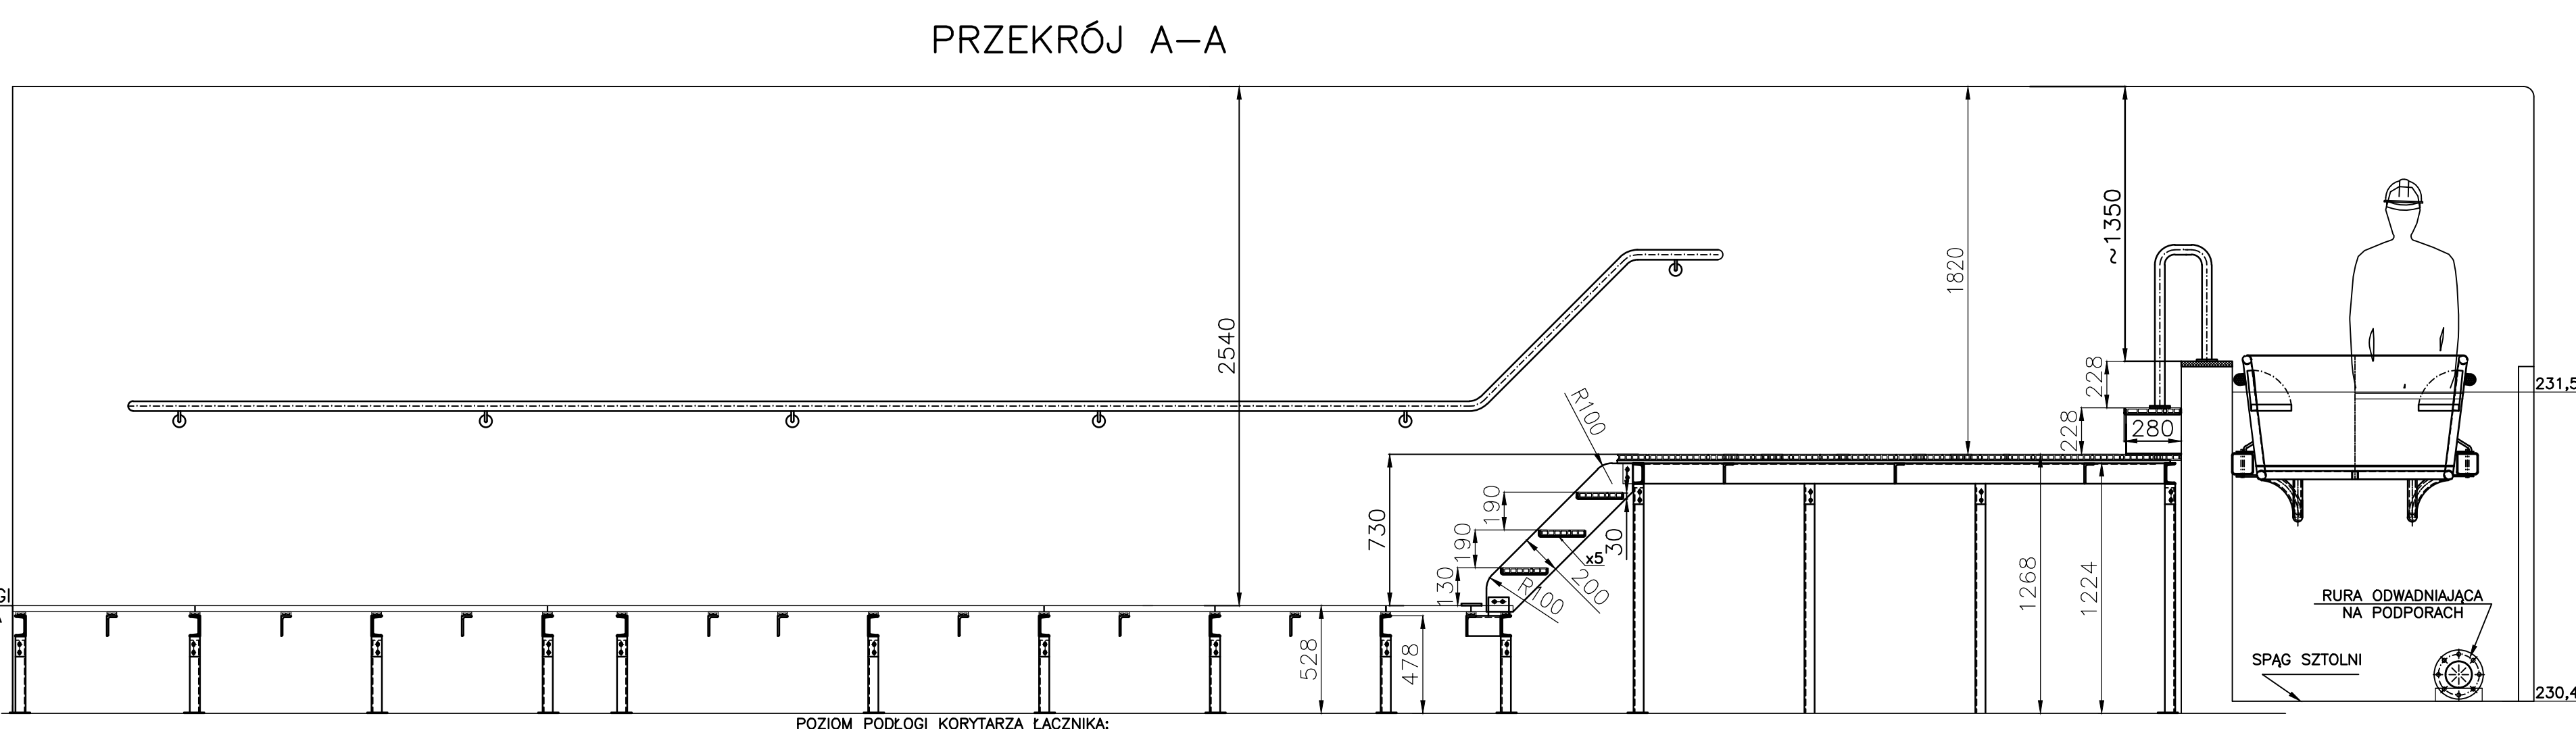 PRZEKRÓJ A-A
2540
1820
~1350
228
228
280
231,5
R100
730
190
190
130
x5
30
200
R100
528
478
1268
1224
RURA ODWADNIAJĄCA
NA PODPORACH
SPĄG SZTOLNI
230,4
POZIOM PODŁOGI KORYTARZA ŁĄCZNIKA: